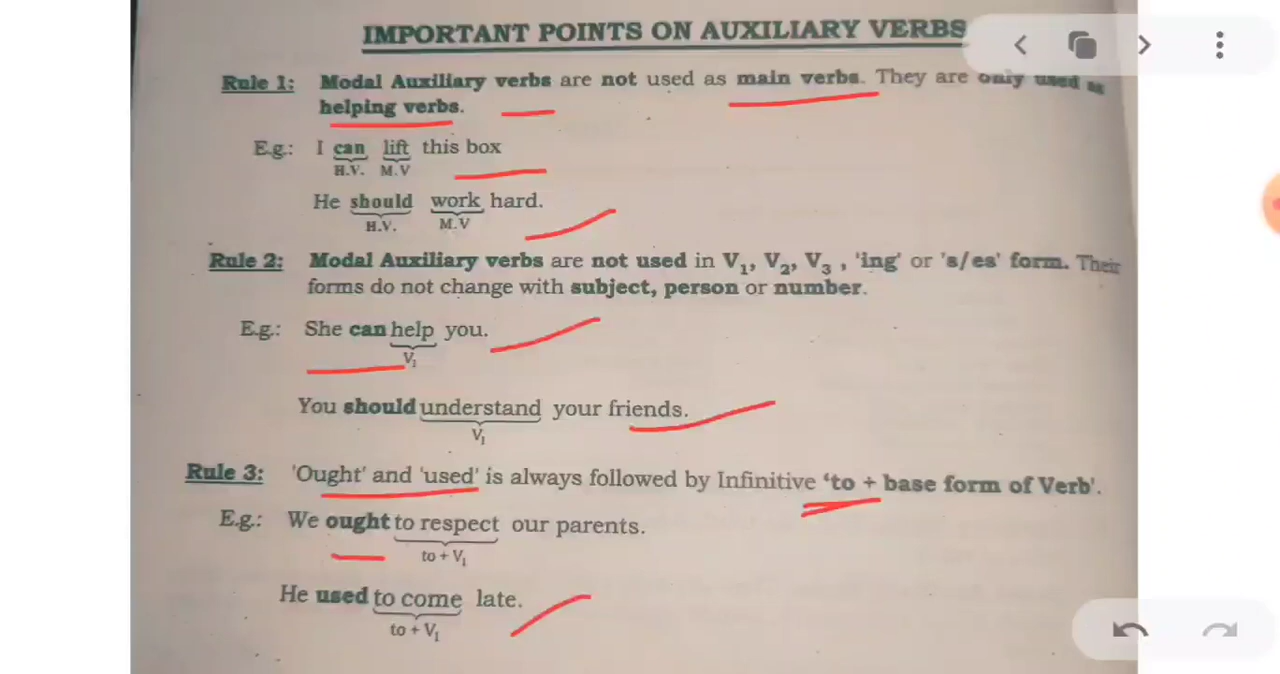 IMPORTANT POINTS ON AUXILIARY VERBS
Rule 1: Modal Auxiliary verbs are not used as main verbs. They are only used as
helping verbs.
E.g.: I can lift this box
H.V. M.V
He should work hard.
H.V. M.V
Rule 2: Modal Auxiliary verbs are not used in V₁, V₂, V₃ , 'ing' or 's/es' form. Their
forms do not change with subject, person or number.
E.g.: She can help you.
V₁
You should understand your friends.
V₁
Rule 3: 'Ought' and 'used' is always followed by Infinitive 'to + base form of Verb'.
E.g.: We ought to respect our parents.
to + V₁
He used to come late.
to + V₁